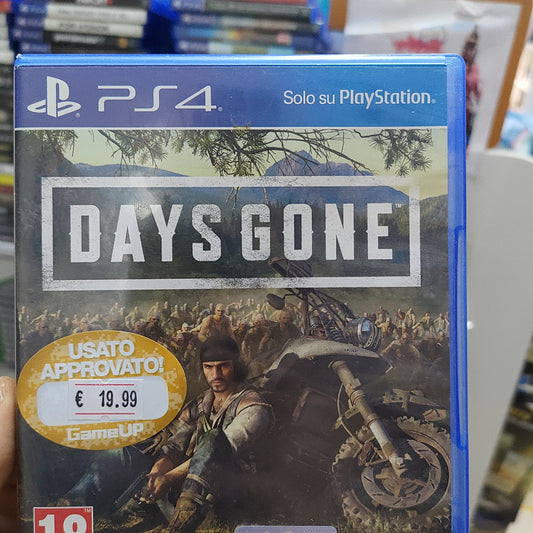 PS4
Solo su PlayStation
DAYS GONE
USATO
APPROVATO!
€ 19.99
GameUP
18